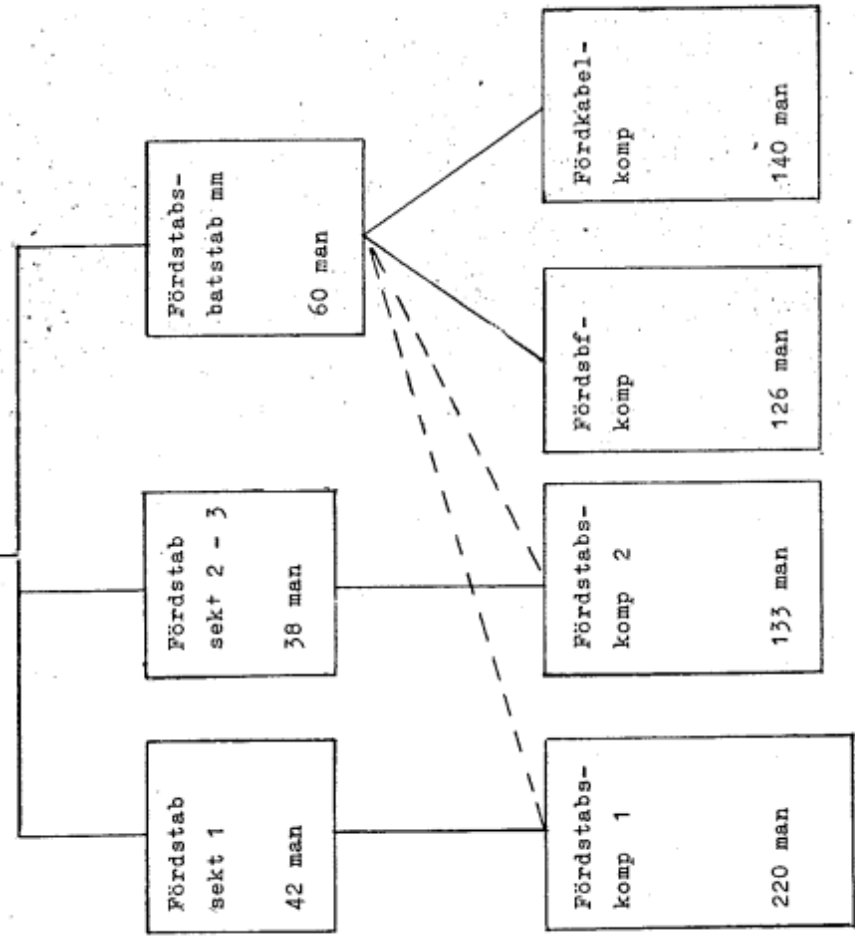 Fördstab
sekt 1
42 man
Fördstab
sekt 2 - 3
38 man
Fördstabs-
batstab mm
60 man
Fördstabs-
komp 1
220 man
Fördstabs-
komp 2
133 man
Fördsbf-
komp
126 man
Fördkabel-
komp
140 man